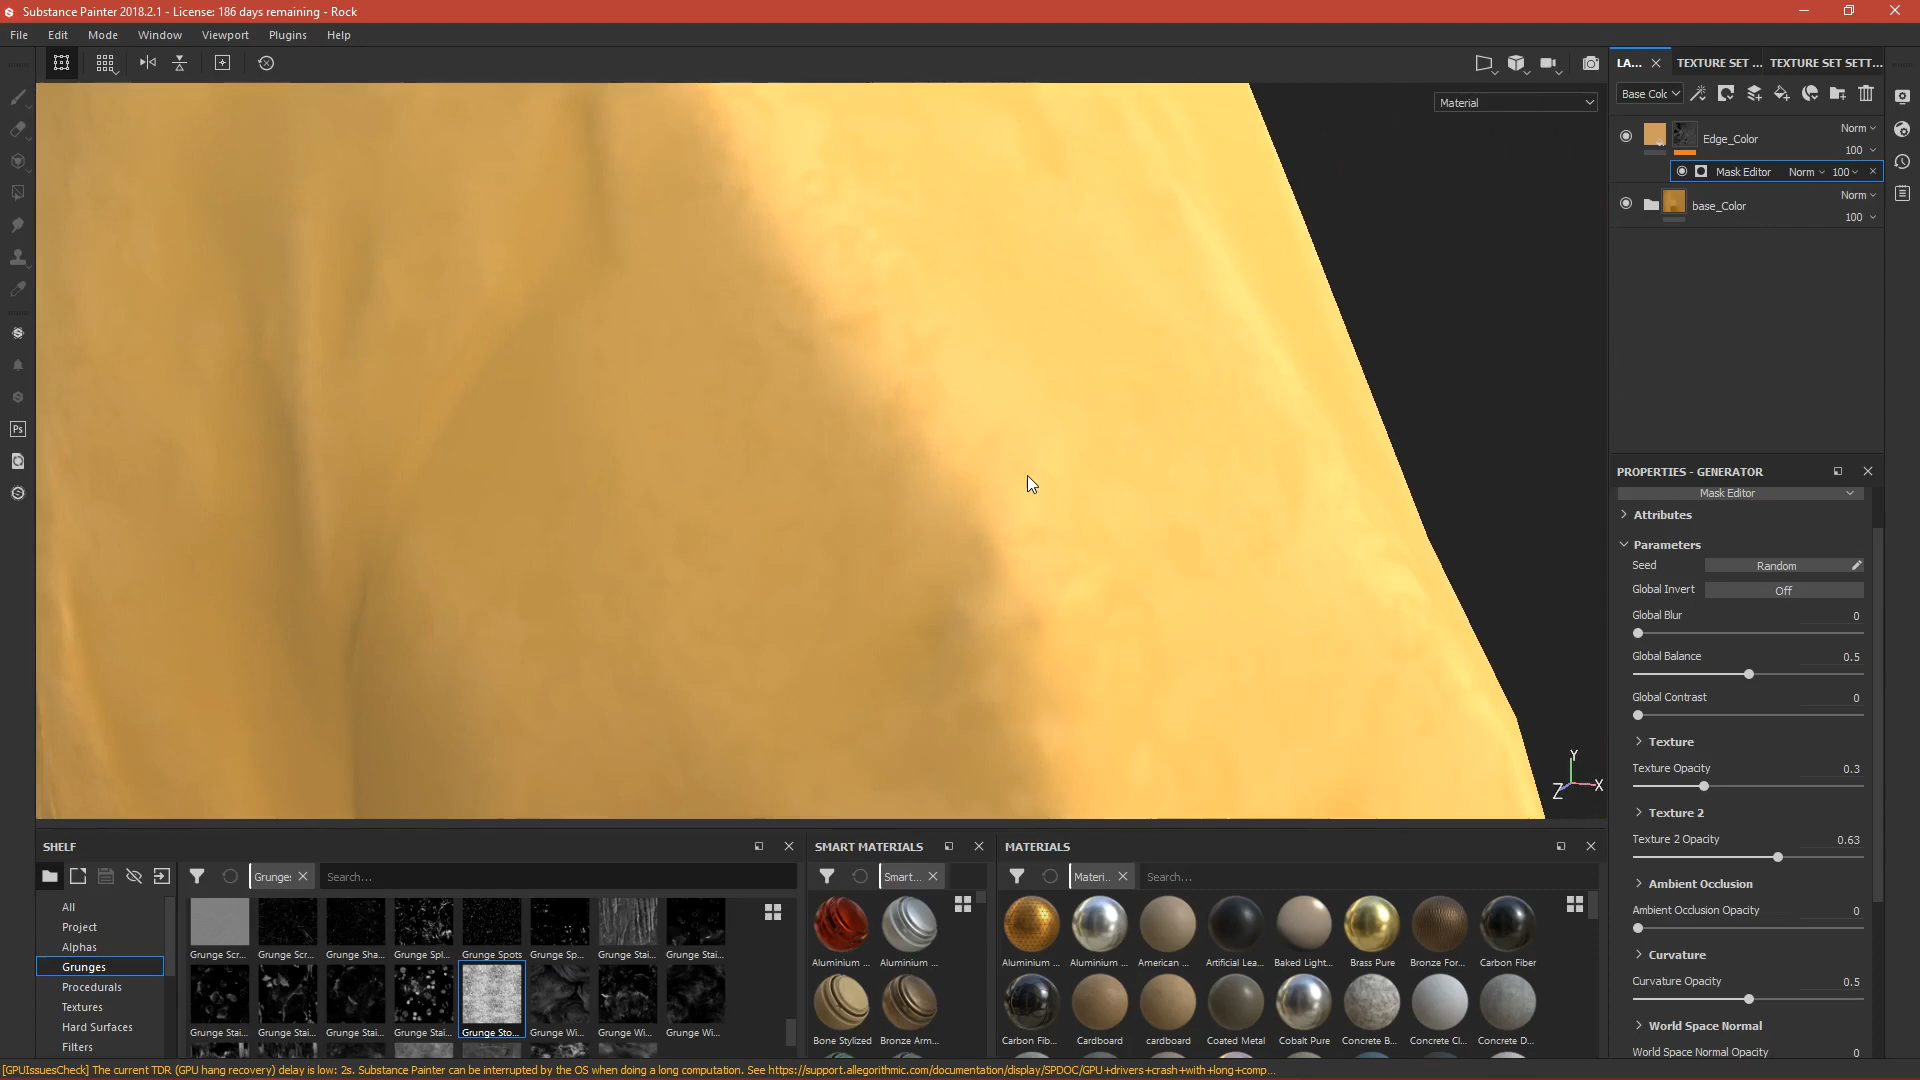 Substance Painter 2018.2.1 - License: 186 days remaining - Rock
File Edit Mode Window Viewport Plugins Help
LA... TEXTURE SET ... TEXTURE SET SETT...
Material
Base Colc
Norm
Edge_Color
100
Mask Editor Norm 100
Norm
base_Color
100
Ps
PROPERTIES - GENERATOR
Mask Editor
Attributes
Parameters
Seed Random
Global Invert Off
Global Blur 0
Global Balance 0.5
Global Contrast 0
Texture
Texture Opacity 0.3
Texture 2
Texture 2 Opacity 0.63
Ambient Occlusion
Ambient Occlusion Opacity 0
Curvature
Curvature Opacity 0.5
World Space Normal
World Space Normal Opacity 0
Y
Z X
SHELF
Grunges Search...
All
Project
Alphas
Grunges
Procedurals
Textures
Hard Surfaces
Filters
Grunge Scr... Grunge Scr... Grunge Sha... Grunge Spl... Grunge Spots Grunge Sp... Grunge Stai... Grunge Sta...
Grunge Stai... Grunge Stai... Grunge Stai... Grunge Stai... Grunge Sto... Grunge Wi... Grunge Wi... Grunge Wi...
SMART MATERIALS
Smart...
Aluminium ... Aluminium ...
Bone Stylized Bronze Arm...
MATERIALS
Materi... Search...
Aluminium ... Aluminium ... American ... Artificial Lea... Baked Light... Brass Pure Bronze For... Carbon Fiber
Carbon Fib... Cardboard cardboard Coated Metal Cobalt Pure Concrete B... Concrete Cl... Concrete D...
[GPUIssuesCheck] The current TDR (GPU hang recovery) delay is low: 2s. Substance Painter can be interrupted by the OS when doing a long computation. See https://support.allegorithmic.com/documentation/display/SPDOC/GPU+drivers+crash+with+long+comp...